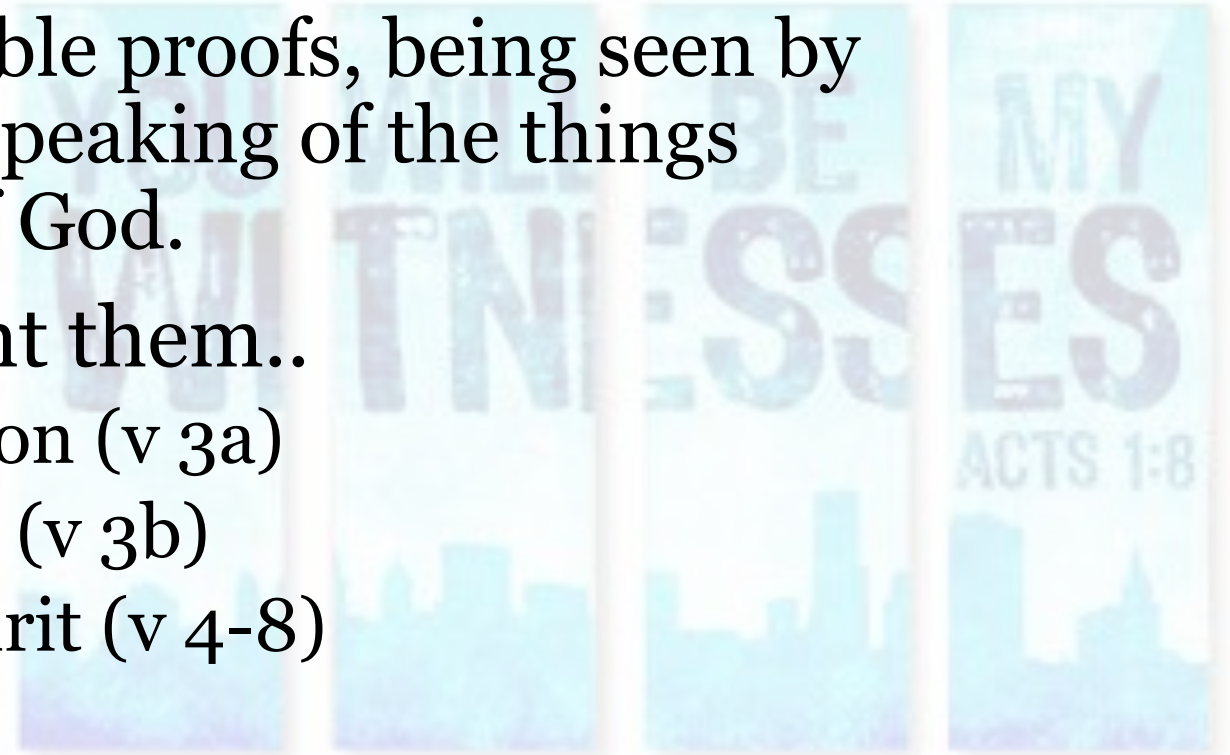 ble proofs, being seen by
peaking of the things
God.
nt them..
on (v 3a)
(v 3b)
rit (v 4-8)
YOU WILL BE MY
WITNESSES
ACTS 1:8